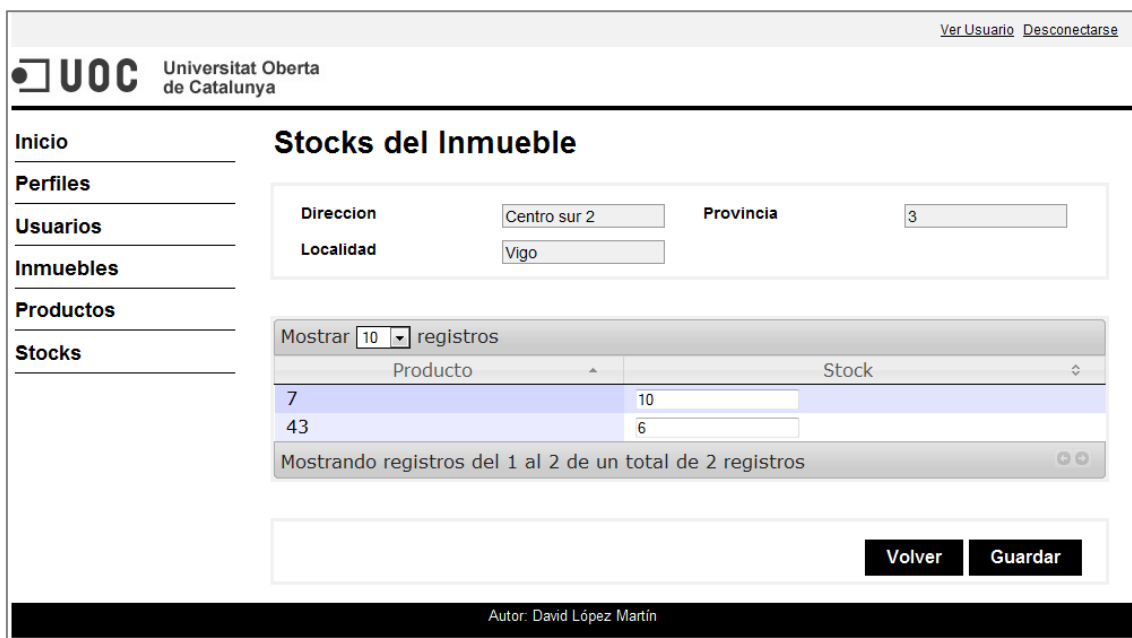 Ver Usuario Desconectarse
UOC Universitat Oberta
de Catalunya
Inicio
Perfiles
Usuarios
Inmuebles
Productos
Stocks
Stocks del Inmueble
Direccion Centro sur 2 Provincia 3
Localidad Vigo
Mostrar 10 registros
Producto Stock
7 10
43 6
Mostrando registros del 1 al 2 de un total de 2 registros
Volver Guardar
Autor: David López Martín